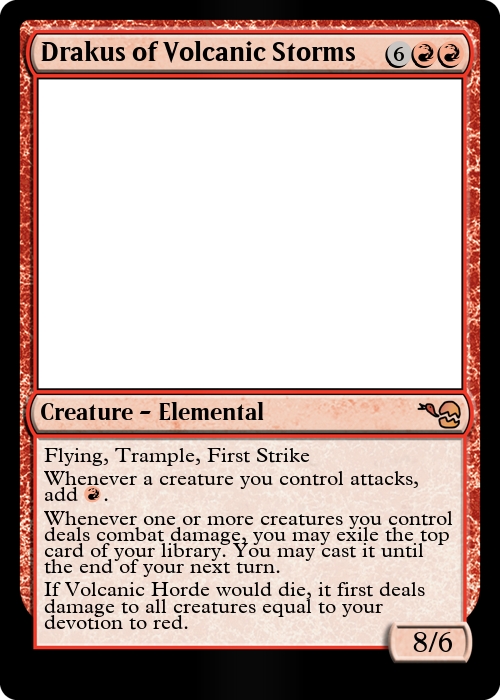 Drakus of Volcanic Storms 6
Creature – Elemental
Flying, Trample, First Strike
Whenever a creature you control attacks,
add .
Whenever one or more creatures you control
deals combat damage, you may exile the top
card of your library. You may cast it until
the end of your next turn.
If Volcanic Horde would die, it first deals
damage to all creatures equal to your
devotion to red.
8/6